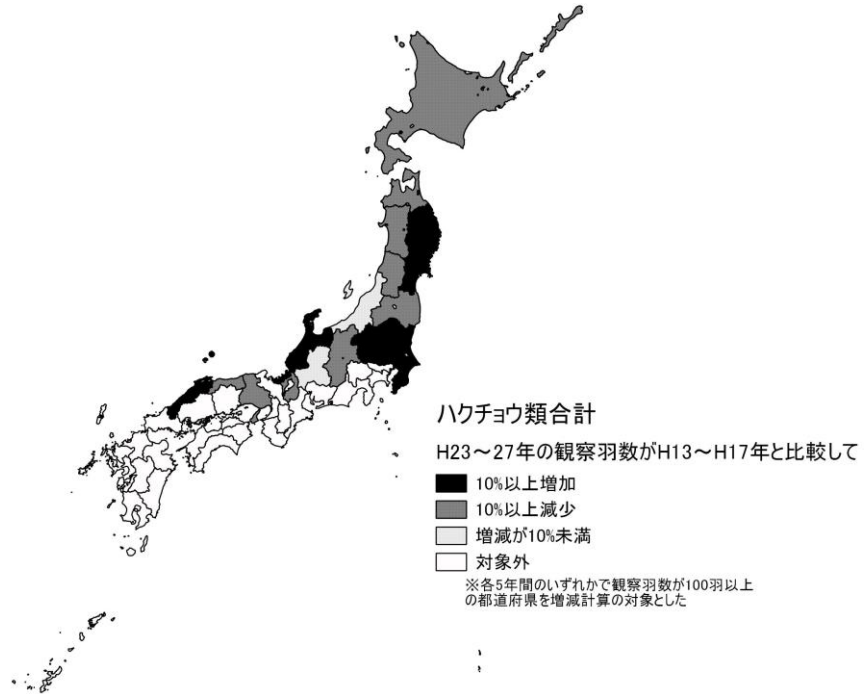 ハクチョウ類合計
H23～27年の観察羽数がH13～H17年と比較して
10%以上増加
10%以上減少
増減が10%未満
対象外
※各5年間のいずれかで観察羽数が100羽以上
の都道府県を増減計算の対象とした